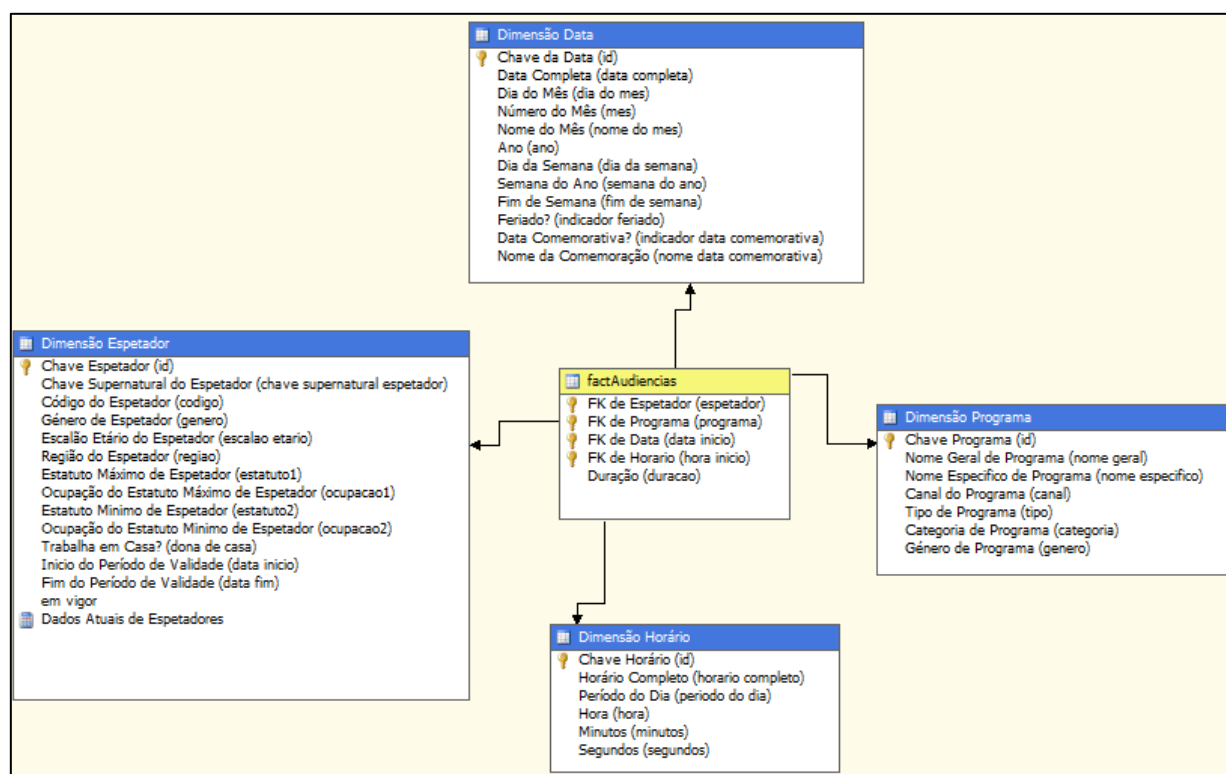 Dimensão Data
Chave da Data (id)
Data Completa (data completa)
Dia do Mês (dia do mes)
Número do Mês (mes)
Nome do Mês (nome do mes)
Ano (ano)
Dia da Semana (dia da semana)
Semana do Ano (semana do ano)
Fim de Semana (fim de semana)
Feriado? (indicador feriado)
Data Comemorativa? (indicador data comemorativa)
Nome da Comemoração (nome data comemorativa)
Dimensão Espetador
Chave Espetador (id)
Chave Supernatural do Espetador (chave supernatural espetador)
Código do Espetador (codigo)
Género de Espetador (genero)
Escalão Etário do Espetador (escalao etario)
Região do Espetador (regiao)
Estatuto Máximo de Espetador (estatuto1)
Ocupação do Estatuto Máximo de Espetador (ocupacao1)
Estatuto Minimo de Espetador (estatuto2)
Ocupação do Estatuto Minimo de Espetador (ocupacao2)
Trabalha em Casa? (dona de casa)
Inicio do Período de Validade (data inicio)
Fim do Período de Validade (data fim)
em vigor
Dados Atuais de Espetadores
factAudiencias
FK de Espetador (espetador)
FK de Programa (programa)
FK de Data (data inicio)
FK de Horario (hora inicio)
Duração (duracao)
Dimensão Programa
Chave Programa (id)
Nome Geral de Programa (nome geral)
Nome Especifico de Programa (nome especifico)
Canal do Programa (canal)
Tipo de Programa (tipo)
Categoria de Programa (categoria)
Género de Programa (genero)
Dimensão Horário
Chave Horário (id)
Horário Completo (horario completo)
Período do Dia (periodo do dia)
Hora (hora)
Minutos (minutos)
Segundos (segundos)